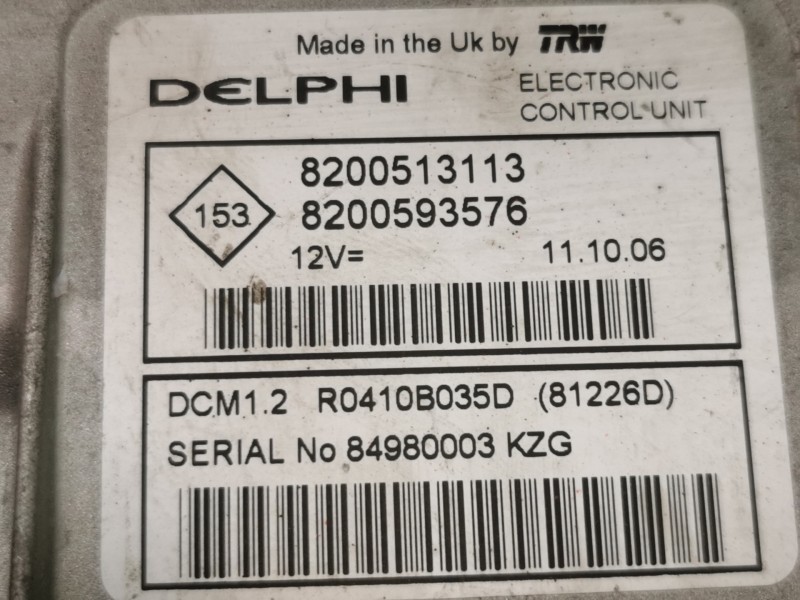 Made in the Uk by TRW
DELPHI
ELECTRONIC
CONTROL UNIT
8200513113
153
8200593576
12V=
11.10.06
DCM1.2 R0410B035D (81226D)
SERIAL No 84980003 KZG